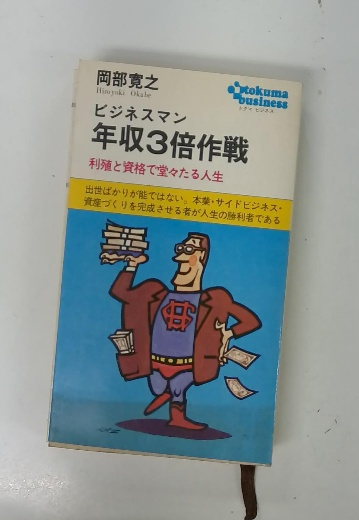 岡部寛之
Hiroyuki Okabe
tokuma
business
トクマ ビジネス
ビジネスマン
年収3倍作戦
利殖と資格で堂々たる人生
出世ばかりが能ではない。本業・サイドビジネス・
資産づくりを完成させる者が人生の勝利者である